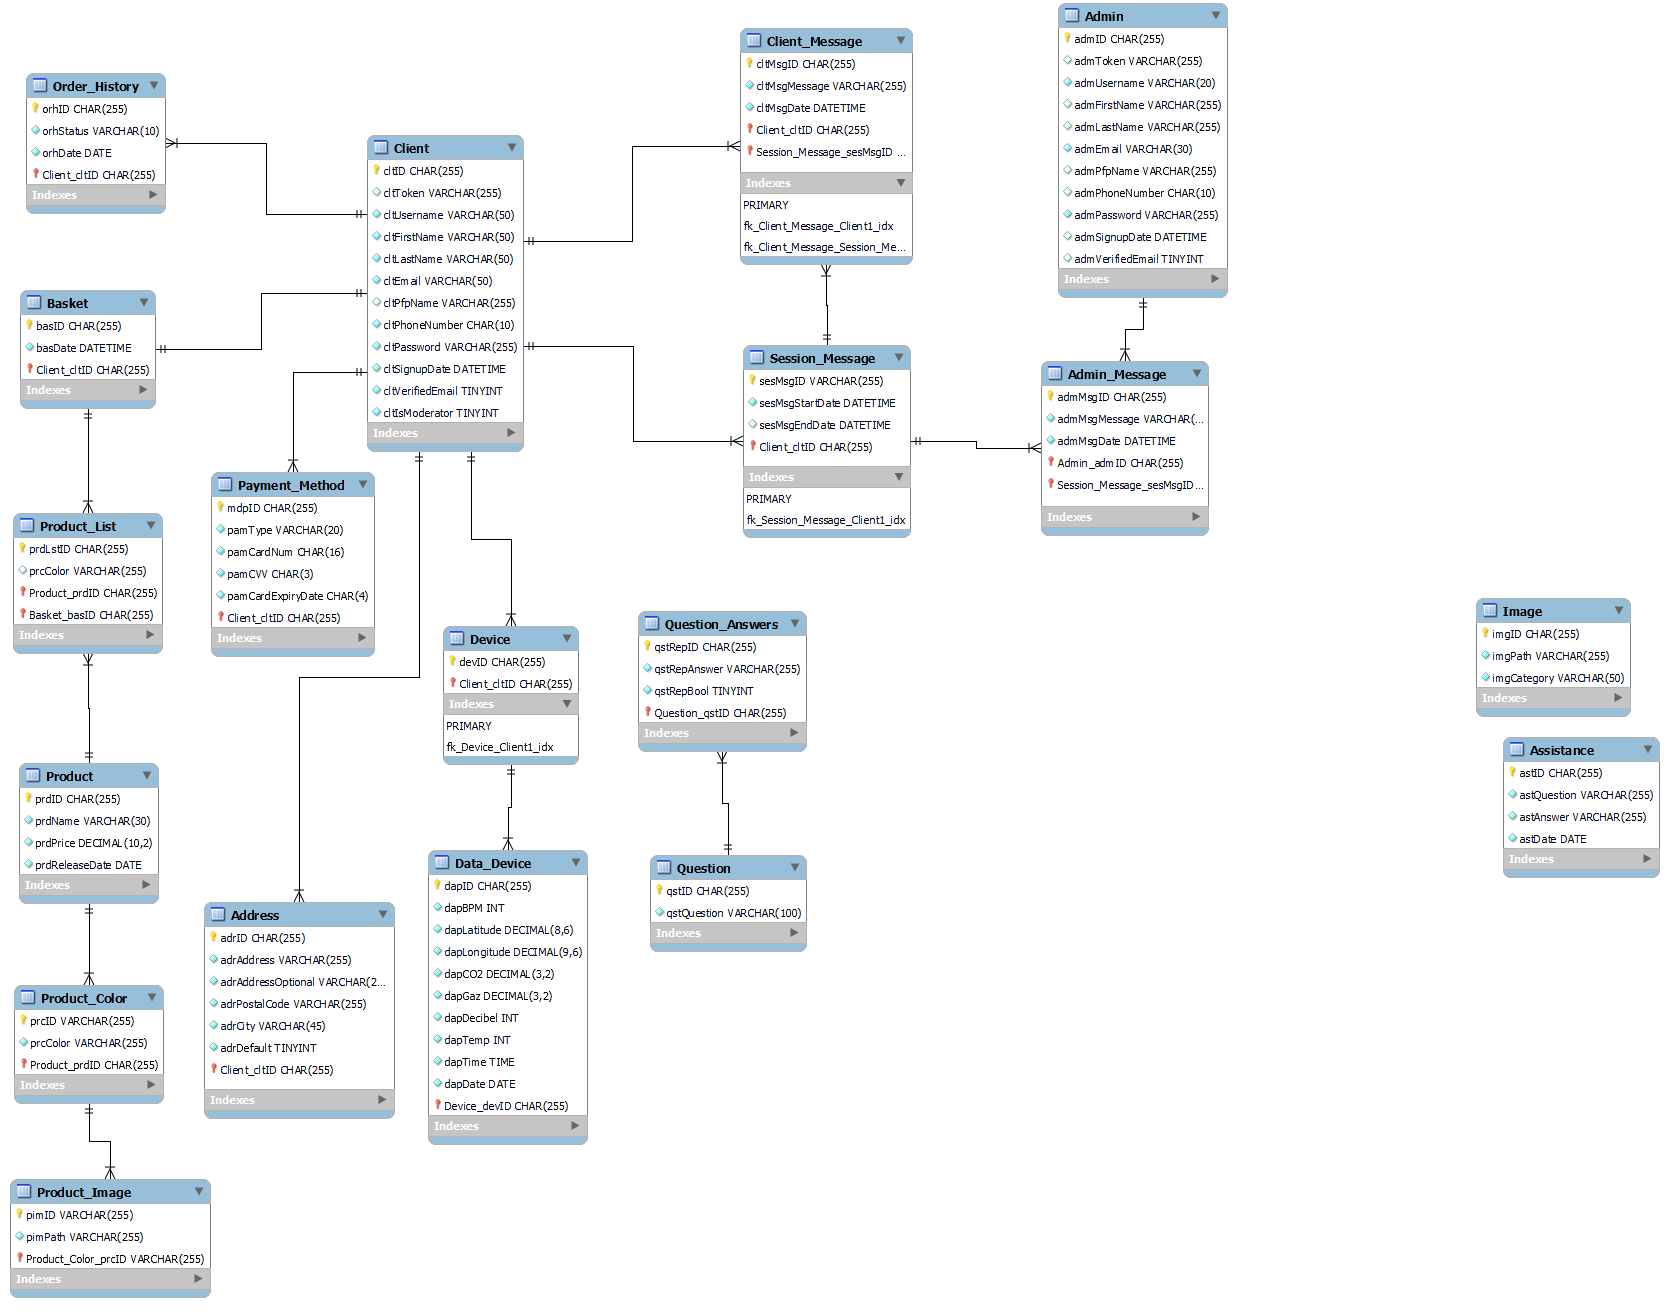 Order_History
orhID CHAR(255)
orhStatus VARCHAR(10)
orhDate DATE
Client_cltID CHAR(255)
Indexes
Basket
basID CHAR(255)
basDate DATETIME
Client_cltID CHAR(255)
Indexes
Product_List
prdLstID CHAR(255)
prcColor VARCHAR(255)
Product_prdID CHAR(255)
Basket_basID CHAR(255)
Indexes
Product
prdID CHAR(255)
prdName VARCHAR(30)
prdPrice DECIMAL(10,2)
prdReleaseDate DATE
Indexes
Product_Color
prcID VARCHAR(255)
prcColor VARCHAR(255)
Product_prdID CHAR(255)
Indexes
Product_Image
pimID VARCHAR(255)
pimPath VARCHAR(255)
Product_Color_prcID VARCHAR(255)
Indexes
Client
cltID CHAR(255)
cltToken VARCHAR(255)
cltUsername VARCHAR(50)
cltFirstName VARCHAR(50)
cltLastName VARCHAR(50)
cltEmail VARCHAR(50)
cltPfpName VARCHAR(255)
cltPhoneNumber CHAR(10)
cltPassword VARCHAR(255)
cltSignupDate DATETIME
cltVerifiedEmail TINYINT
cltIsModerator TINYINT
Indexes
Payment_Method
mdpID CHAR(255)
pamType VARCHAR(20)
pamCardNum CHAR(16)
pamCVV CHAR(3)
pamCardExpiryDate CHAR(4)
Client_cltID CHAR(255)
Indexes
Address
adrID CHAR(255)
adrAddress VARCHAR(255)
adrAddressOptional VARCHAR(2...
adrPostalCode VARCHAR(255)
adrCity VARCHAR(45)
adrDefault TINYINT
Client_cltID CHAR(255)
Indexes
Device
devID CHAR(255)
Client_cltID CHAR(255)
Indexes
PRIMARY
fk_Device_Client1_idx
Data_Device
dapID CHAR(255)
dapBPM INT
dapLatitude DECIMAL(8,6)
dapLongitude DECIMAL(9,6)
dapCO2 DECIMAL(3,2)
dapGaz DECIMAL(3,2)
dapDecibel INT
dapTemp INT
dapTime TIME
dapDate DATE
Device_devID CHAR(255)
Indexes
Client_Message
cltMsgID CHAR(255)
cltMsgMessage VARCHAR(255)
cltMsgDate DATETIME
Client_cltID CHAR(255)
Session_Message_sesMsgID ...
Indexes
PRIMARY
fk_Client_Message_Client1_idx
fk_Client_Message_Session_Me...
Session_Message
sesMsgID VARCHAR(255)
sesMsgStartDate DATETIME
sesMsgEndDate DATETIME
Client_cltID CHAR(255)
Indexes
PRIMARY
fk_Session_Message_Client1_idx
Question_Answers
qstRepID CHAR(255)
qstRepAnswer VARCHAR(255)
qstRepBool TINYINT
Question_qstID CHAR(255)
Indexes
Question
qstID CHAR(255)
qstQuestion VARCHAR(100)
Indexes
Admin
admID CHAR(255)
admToken VARCHAR(255)
admUsername VARCHAR(20)
admFirstName VARCHAR(255)
admLastName VARCHAR(255)
admEmail VARCHAR(30)
admPfpName VARCHAR(255)
admPhoneNumber CHAR(10)
admPassword VARCHAR(255)
admSignupDate DATETIME
admVerifiedEmail TINYINT
Indexes
Admin_Message
admMsgID CHAR(255)
admMsgMessage VARCHAR(...
admMsgDate DATETIME
Admin_admID CHAR(255)
Session_Message_sesMsgID...
Indexes
Image
imgID CHAR(255)
imgPath VARCHAR(255)
imgCategory VARCHAR(50)
Indexes
Assistance
astID CHAR(255)
astQuestion VARCHAR(255)
astAnswer VARCHAR(255)
astDate DATE
Indexes